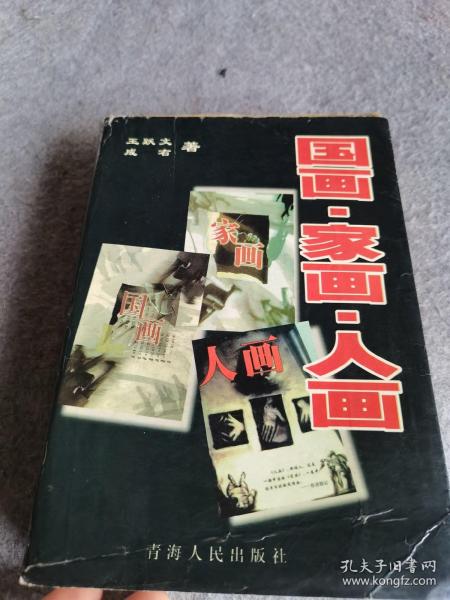 王跃文
成右
著
国画·家画·人画
家画
国画
人画
青海人民出版社
孔夫子旧书网
www.kongfz.com